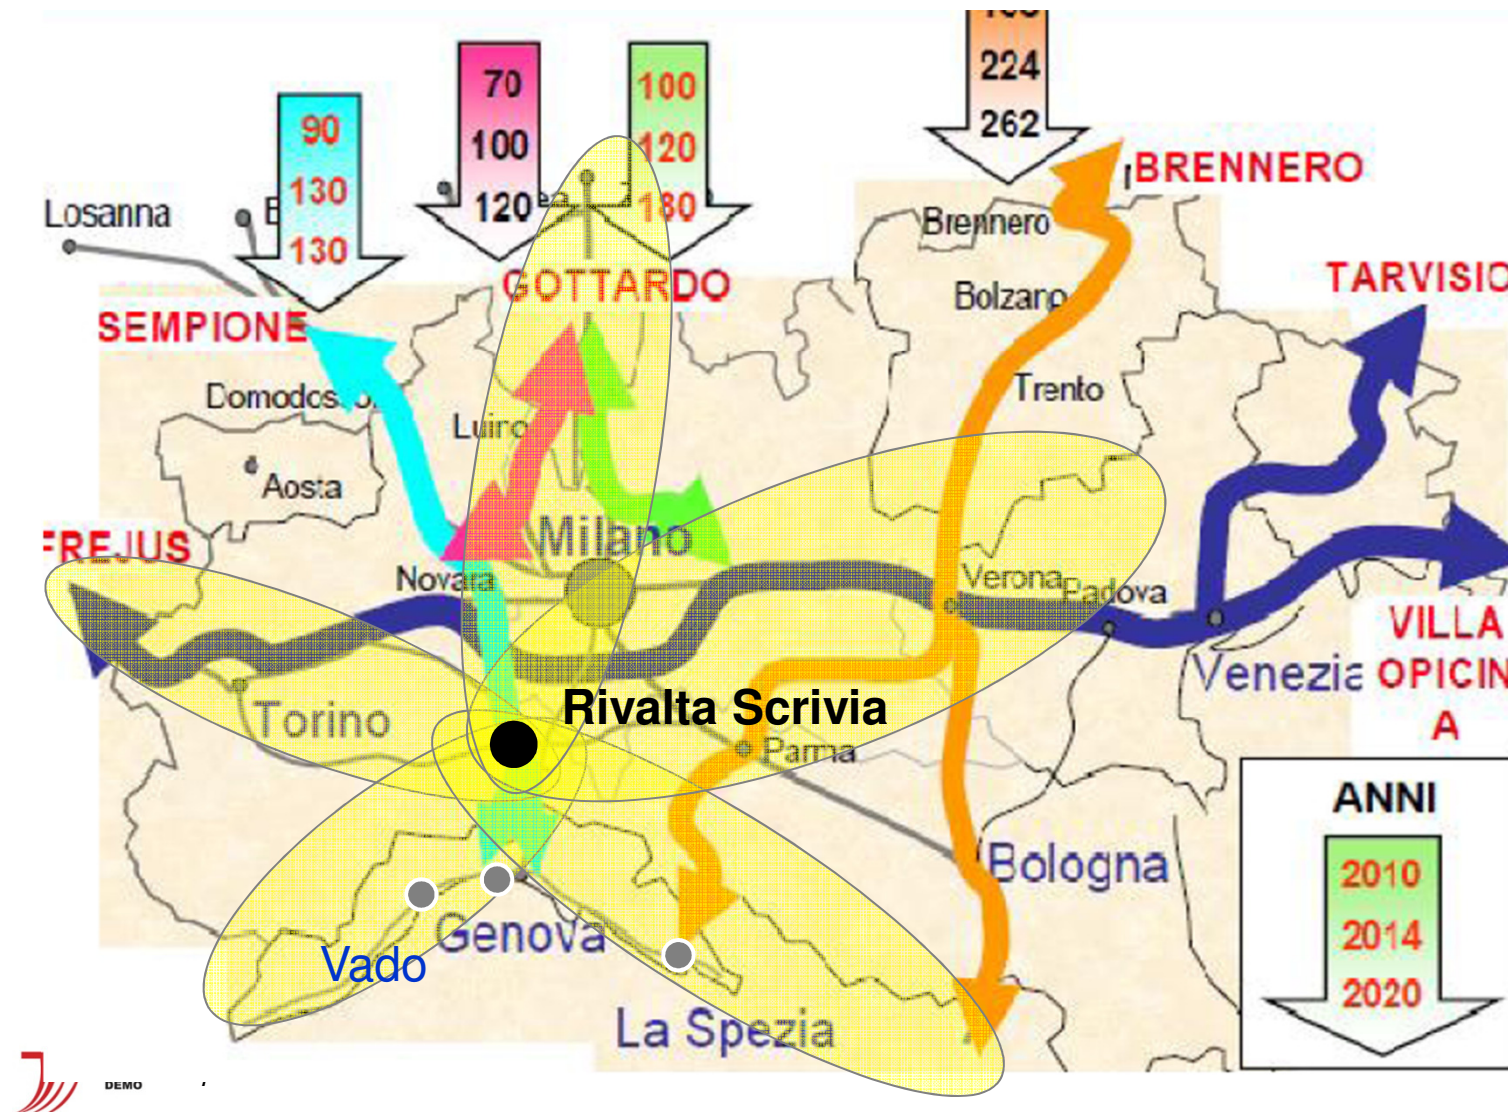 70
100
120
100
120
180
224
262
90
130
130
BRENNERO
Losanna
Brennero
GOTTARDO
TARVISIO
Bolzano
SEMPIONE
Domodossol
Trento
Luino
Aosta
Milano
FREJUS
Novara
Verona
Padova
VILLA
OPICIN
A
Venezia
Rivalta Scrivia
Torino
Parma
ANNI
2010
2014
2020
Bologna
Genova
Vado
La Spezia
DEMO